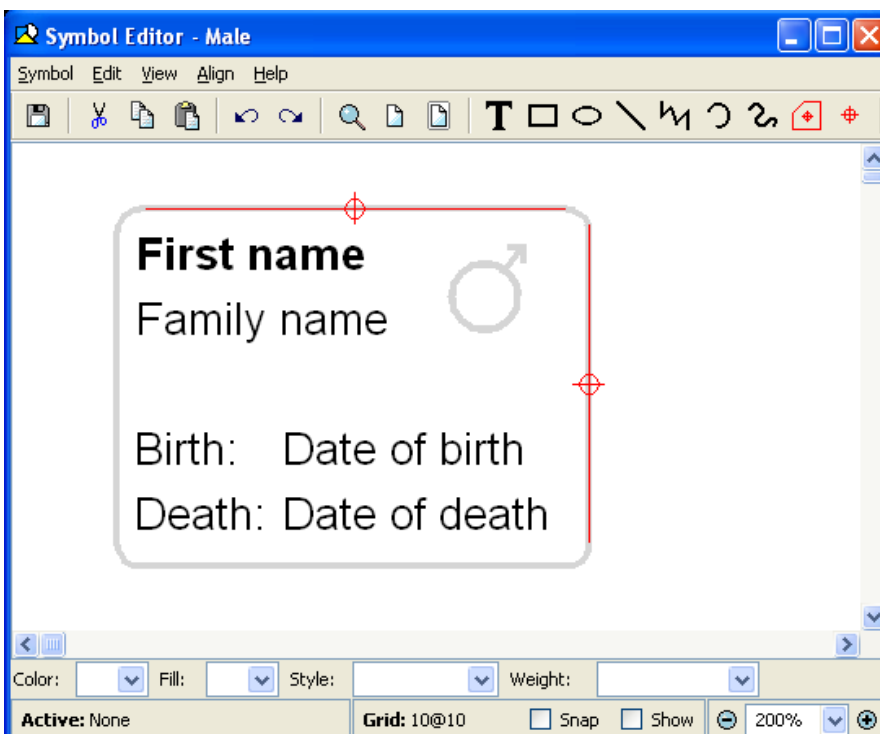 Symbol Editor - Male
Symbol Edit View Align Help
T
First name
Family name
Birth: Date of birth
Death: Date of death
Color: Fill: Style: Weight:
Active: None Grid: 10@10 Snap Show 200%